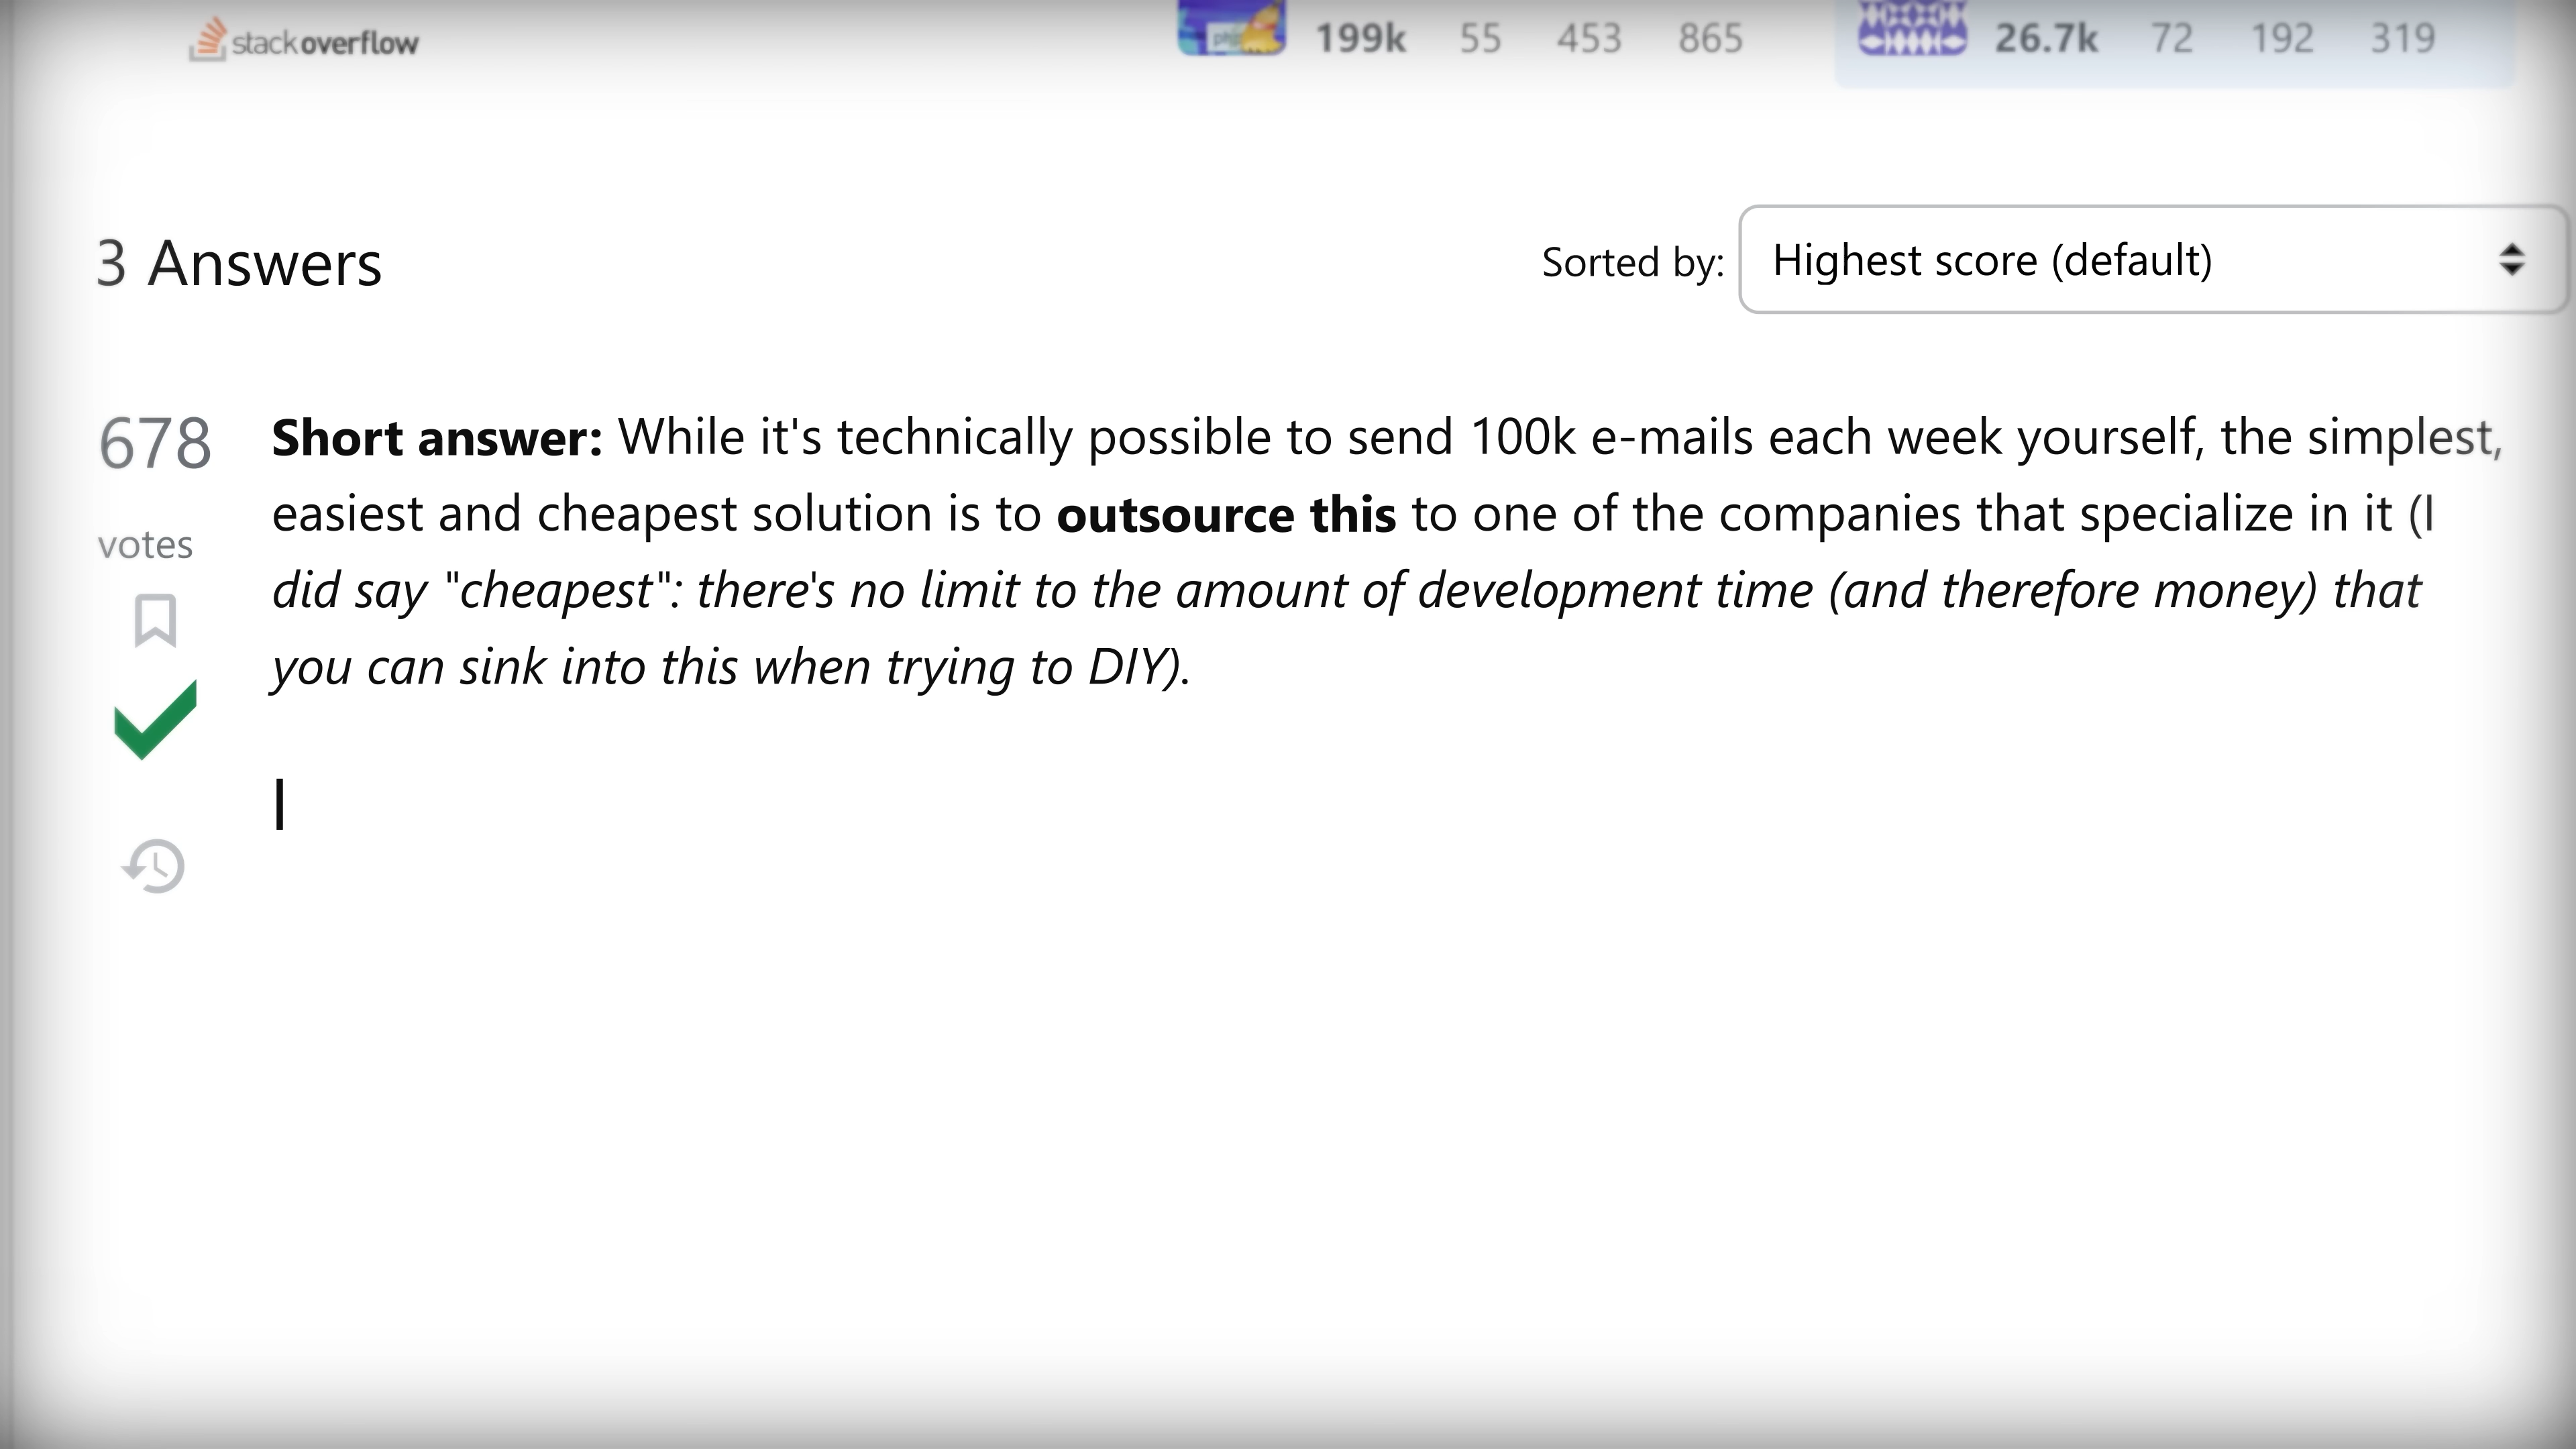 stackoverflow
199k 55 453 865 26.7k 72 192 319
3 Answers
Sorted by: Highest score (default)
678
votes
Short answer: While it's technically possible to send 100k e-mails each week yourself, the simplest,
easiest and cheapest solution is to outsource this to one of the companies that specialize in it (I
did say "cheapest": there's no limit to the amount of development time (and therefore money) that
you can sink into this when trying to DIY).